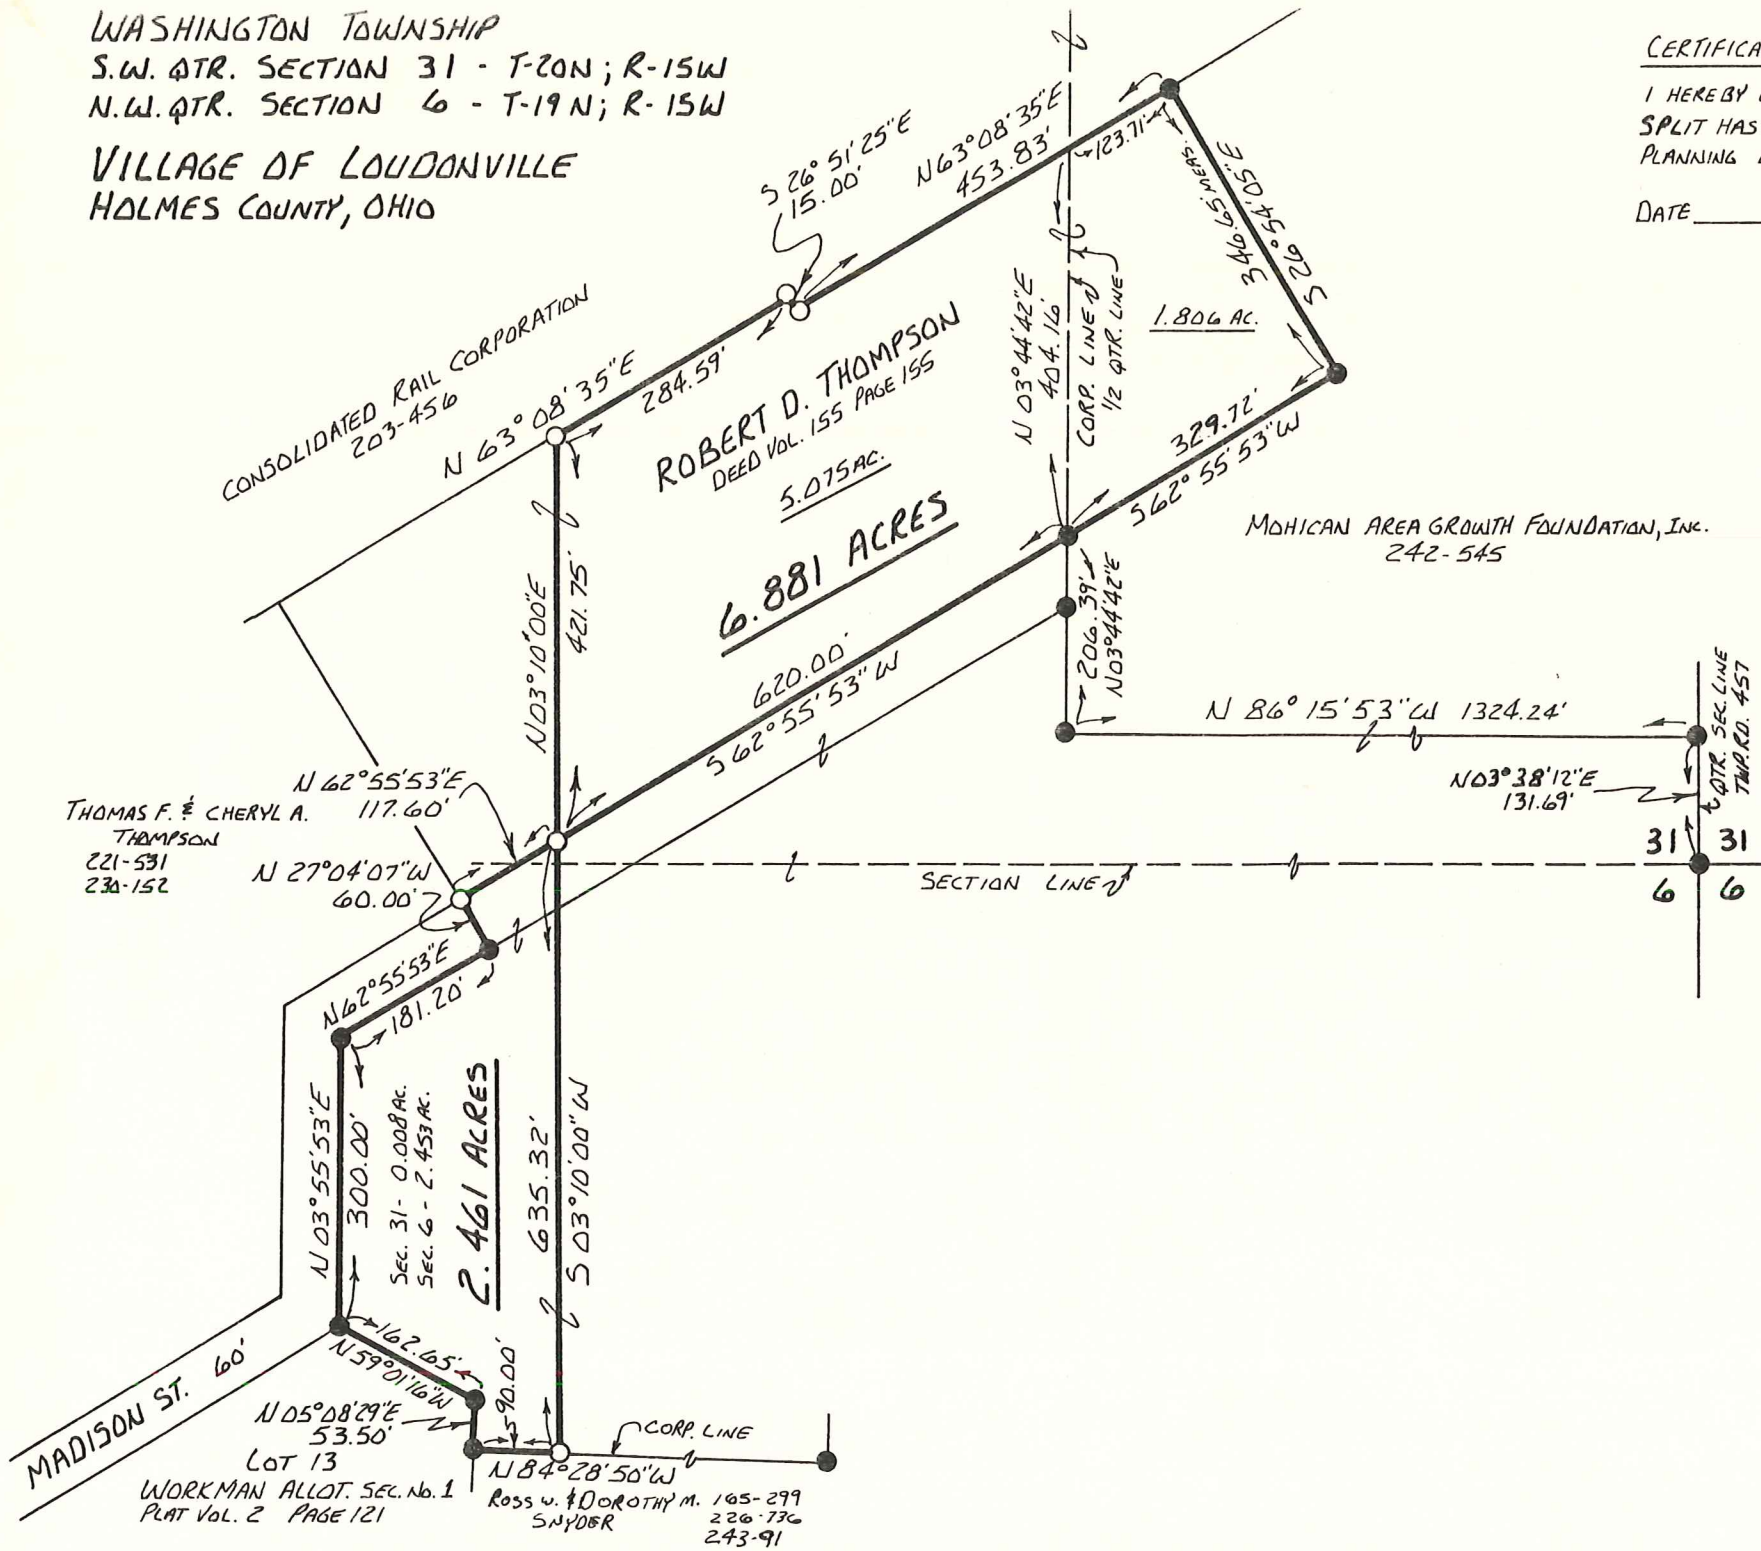 WASHINGTON TOWNSHIP
S.W. QTR. SECTION 31 - T-20N; R-15W
N.W. QTR. SECTION 6 - T-19N; R-15W
VILLAGE OF LOUDONVILLE
HOLMES COUNTY, OHIO
CERTIFICA
I HEREBY
SPLIT HAS
PLANNING
DATE
S 26° 51' 25" E
15.00'
N 63° 08' 35" E
453.83'
123.71'
346.65' MEAS.
S 26° 54' 05" E
CONSOLIDATED RAIL CORPORATION
203-456
N 63° 08' 35" E
284.59'
ROBERT D. THOMPSON
DEED VOL. 155 PAGE 155
5.075 AC.
6.881 ACRES
N 03° 44' 42" E
404.16'
CORP. LINE
1/2 QTR. LINE
1.806 AC.
329.72'
S 62° 55' 53" W
MOHICAN AREA GROWTH FOUNDATION, INC.
242-545
N 03° 10' 00" E
421.75'
620.00'
S 62° 55' 53" W
206.39'
N 03° 44' 42" E
N 86° 15' 53" W 1324.24'
QTR. SEC. LINE
TWP. RD. 457
N 03° 38' 12" E
131.69'
31 31
6 6
SECTION LINE
N 62° 55' 53" E
117.60'
THOMAS F. & CHERYL A.
THOMPSON
221-531
230-152
N 27° 04' 07" W
60.00'
N 62° 55' 53" E
181.20'
N 03° 55' 53" E
300.00'
SEC. 31 - 0.008 AC.
SEC. 6 - 2.453 AC.
2.461 ACRES
635.32'
S 03° 10' 00" W
162.65'
N 59° 01' 16" W
MADISON ST. 60'
N 05° 08' 29" E
53.50'
90.00'
CORP. LINE
N 84° 28' 50" W
LOT 13
WORKMAN ALLOT. SEC. No. 1
PLAT VOL. 2 PAGE 121
ROSS W. & DOROTHY M. 165-299
SNYDER 226-736
243-91